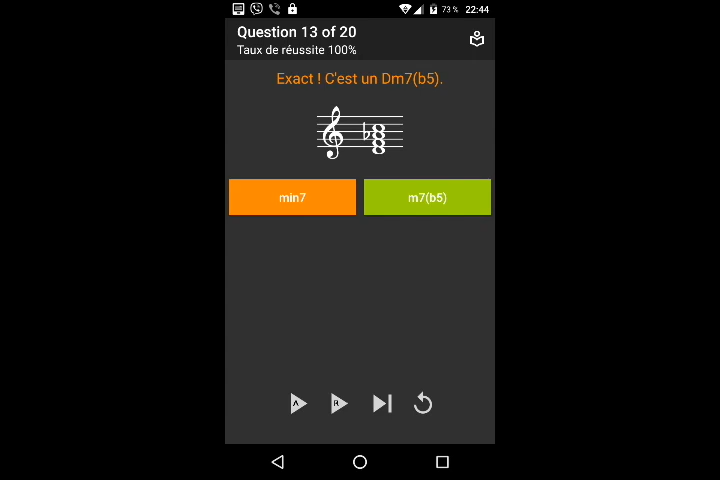 73 % 22:44
Question 13 of 20
Taux de réussite 100%
Exact ! C'est un Dm7(b5).
min7
m7(b5)
A
R